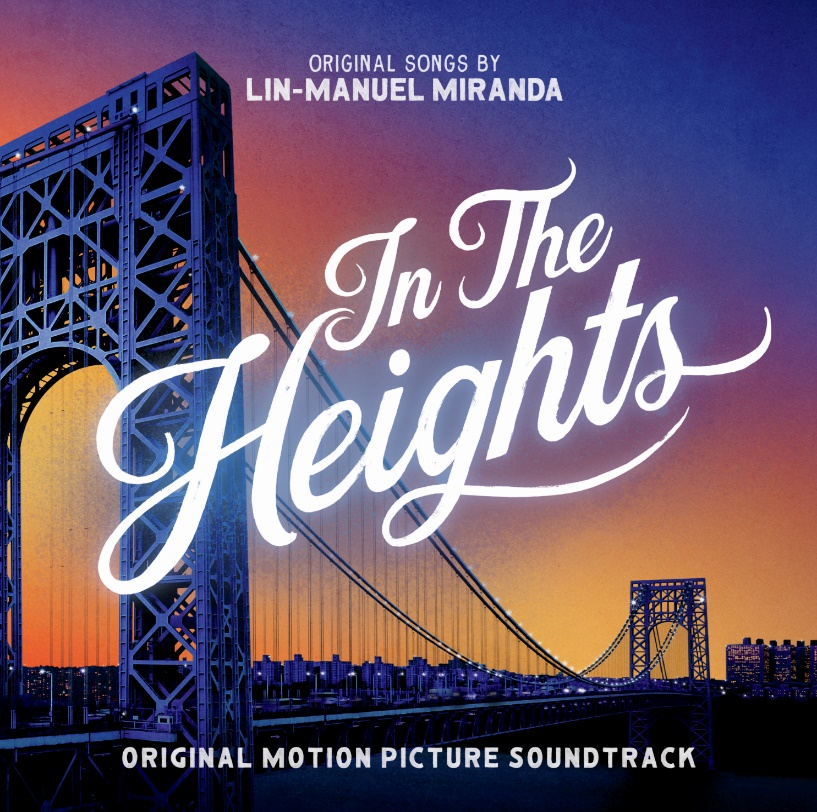 ORIGINAL SONGS BY
LIN-MANUEL MIRANDA
In The
Heights
ORIGINAL MOTION PICTURE SOUNDTRACK